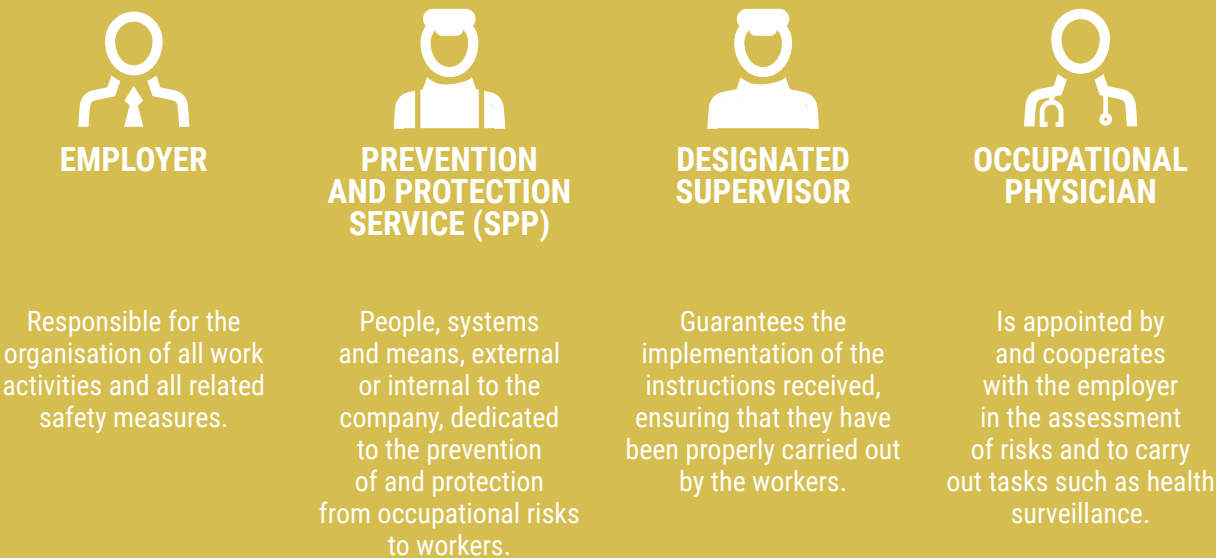 EMPLOYER
Responsible for the
organisation of all work
activities and all related
safety measures.
PREVENTION
AND PROTECTION
SERVICE (SPP)
People, systems
and means, external
or internal to the
company, dedicated
to the prevention
of and protection
from occupational risks
to workers.
DESIGNATED
SUPERVISOR
Guarantees the
implementation of the
instructions received,
ensuring that they have
been properly carried out
by the workers.
OCCUPATIONAL
PHYSICIAN
Is appointed by
and cooperates
with the employer
in the assessment
of risks and to carry
out tasks such as health
surveillance.